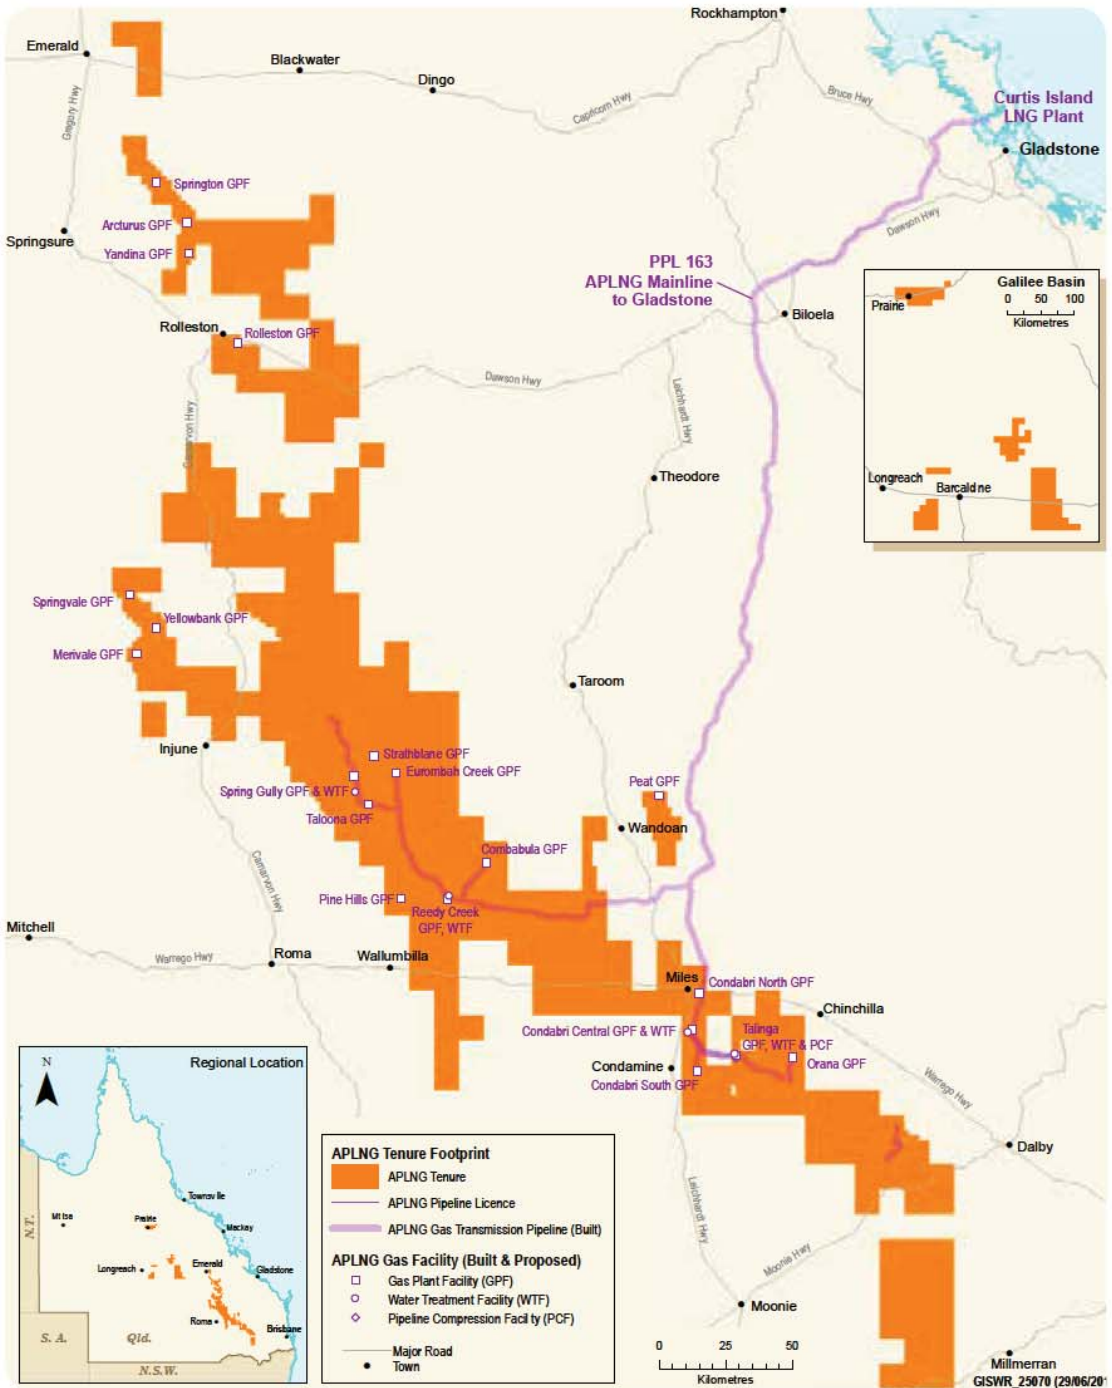 Rockhampton
Emerald
Blackwater
Dingo
Gregory Hwy
Capricorn Hwy
Bruce Hwy
Curtis Island
LNG Plant
Gladstone
Springton GPF
Arcturus GPF
Springsure
Yandina GPF
Dawson Hwy
PPL 163
APLNG Mainline
to Gladstone
Galilee Basin
0 50 100
Kilometres
Prairie
Biloela
Rolleston
Rolleston GPF
Dawson Hwy
Leichhardt Hwy
Carnarvon Hwy
Theodore
Longreach
Barcaldine
Springvale GPF
Yellowbank GPF
Merivale GPF
Taroom
Injune
Strathblane GPF
Eurombah Creek GPF
Spring Gully GPF & WTF
Taloona GPF
Peat GPF
Wandoan
Combabula GPF
Carnarvon Hwy
Pine Hills GPF
Reedy Creek
GPF, WTF
Mitchell
Warrego Hwy
Roma
Wallumbilla
Miles
Condabri North GPF
Chinchilla
Condabri Central GPF & WTF
Talinga
GPF, WTF & PCF
Orana GPF
Condamine
Condabri South GPF
Warrego Hwy
Dalby
Leichhardt Hwy
Moonie Hwy
Moonie
Millmerran
0 50
Kilometres
GISWR_25070 (29/06/201
N
Regional Location
Townsville
Mt Isa
Prairie
Mackay
N.T.
Longreach
Emerald
Gladstone
Roma
Brisbane
S. A.
Qld.
N.S.W.
APLNG Tenure Footprint
APLNG Tenure
APLNG Pipeline Licence
APLNG Gas Transmission Pipeline (Built)
APLNG Gas Facility (Built & Proposed)
Gas Plant Facility (GPF)
Water Treatment Facility (WTF)
Pipeline Compression Facility (PCF)
Major Road
Town